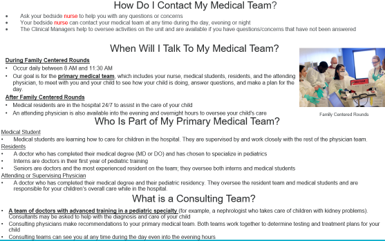 How Do I Contact My Medical Team?
• Ask your bedside nurse to help you with any questions or concerns
• Your bedside nurse can contact your medical team at any time during the day, evening or night
• The Clinical Managers help to oversee activities on the unit and are available if you have questions/concerns that have not been answered
When Will I Talk To My Medical Team?
During Family Centered Rounds
• Occur daily between 8 AM and 11:30 AM
• Our goal is for the primary medical team, which includes your nurse, medical students, residents, and the attending
physician, to meet with you and your child to see how your child is doing, answer questions, and make a plan for the
day.
After Family Centered Rounds
• Medical residents are in the hospital 24/7 to assist in the care of your child
• An attending physician is also available into the evening and overnight hours to oversee your child's care
Family Centered Rounds
Who Is Part of My Primary Medical Team?
Medical Student
• Medical students are learning how to care for children in the hospital. They are supervised by and work closely with the rest of the physician team
Residents
• A doctor who has completed their medical degree (MD or DO) and has chosen to specialize in pediatrics
• Interns are doctors in their first year of pediatric training
• Seniors are doctors and the most experienced resident on the team; they oversee both interns and medical students
Attending or Supervising Physician
• A doctor who has completed their medical degree and their pediatric residency. They oversee the resident team and medical students and are
responsible for your children's overall care while in the hospital.
What is a Consulting Team?
• A team of doctors with advanced training in a pediatric specialty (for example, a nephrologist who takes care of children with kidney problems).
Consultants may be asked to help with the diagnosis and care of your child.
• Consulting physicians make recommendations to your primary medical team. Both teams work together to determine testing and treatment plans for your
child
• Consulting teams can see you at any time during the day even into the evening hours